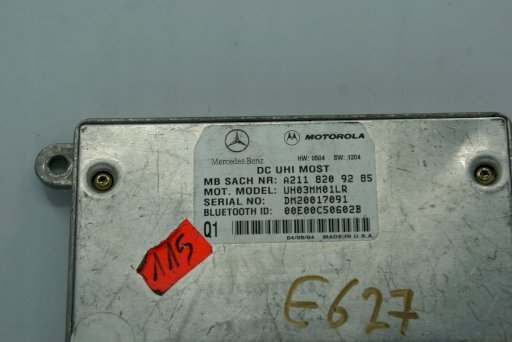 Mercedes-Benz
MOTOROLA
HW: 0504 SW: 1204
DC UHI MOST
MB SACH NR: A211 820 92 85
MOT. MODEL: UH03MM01LR
SERIAL NO: DM20017091
BLUETOOTH ID: 00E00C50602B
Q1
04/09/04 MADE IN U.S.A
115
E627